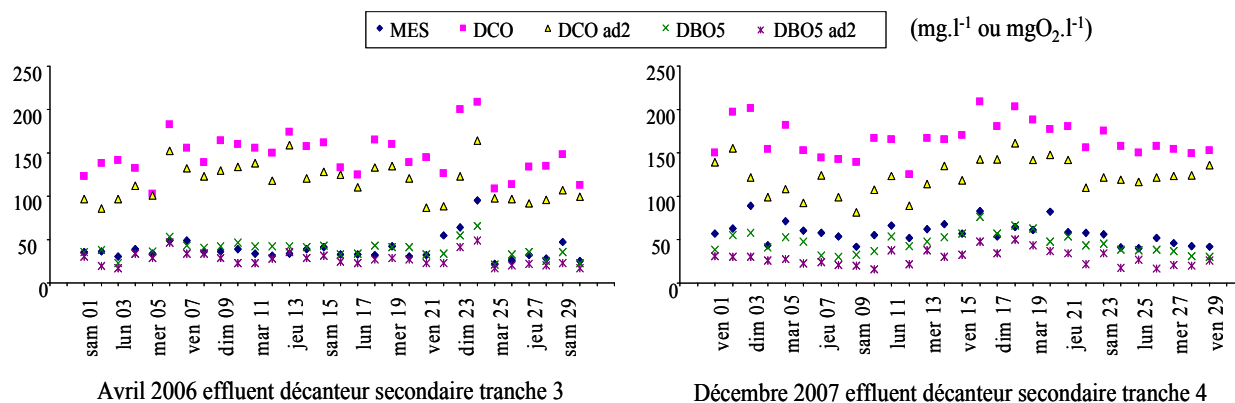 MES DCO DCO ad2 DBO5 DBO5 ad2 (mg.l-1 ou mgO2.l-1)
250
200
150
100
50
0
sam 01
lun 03
mer 05
ven 07
dim 09
mar 11
jeu 13
sam 15
lun 17
mer 19
ven 21
dim 23
mar 25
jeu 27
sam 29
Avril 2006 effluent décanteur secondaire tranche 3
250
200
150
100
50
0
ven 01
dim 03
mar 05
jeu 07
sam 09
lun 11
mer 13
ven 15
dim 17
mar 19
jeu 21
sam 23
lun 25
mer 27
ven 29
Décembre 2007 effluent décanteur secondaire tranche 4